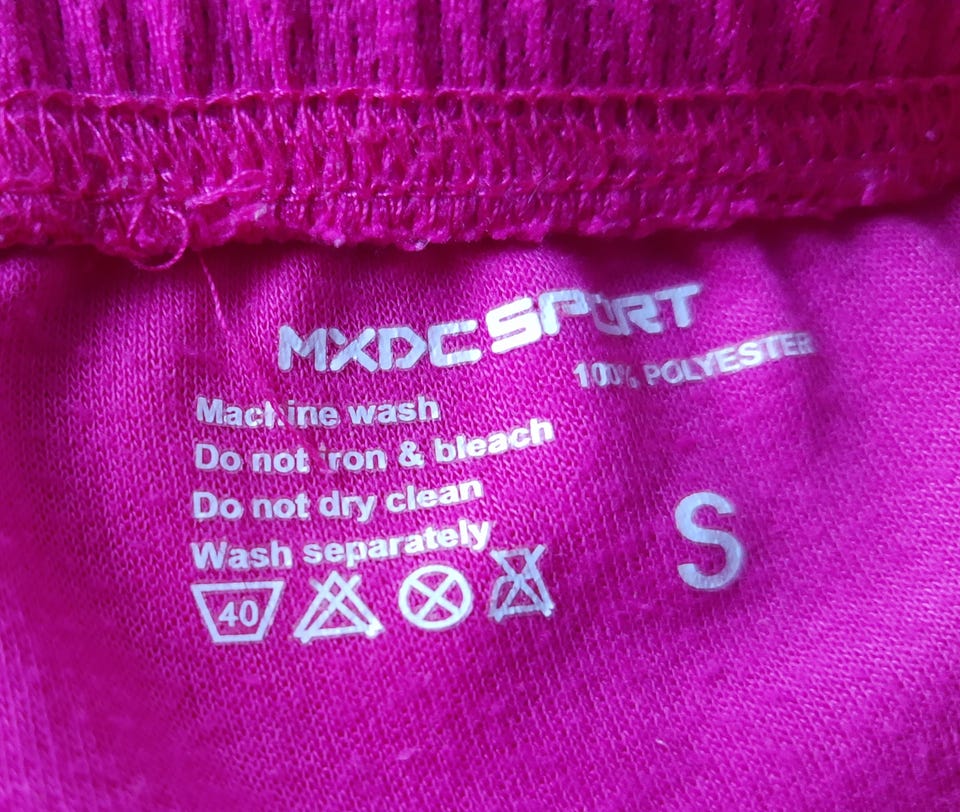 MXDC SPORT
100% POLYESTER
Machine wash
Do not iron & bleach
Do not dry clean
Wash separately
40
S